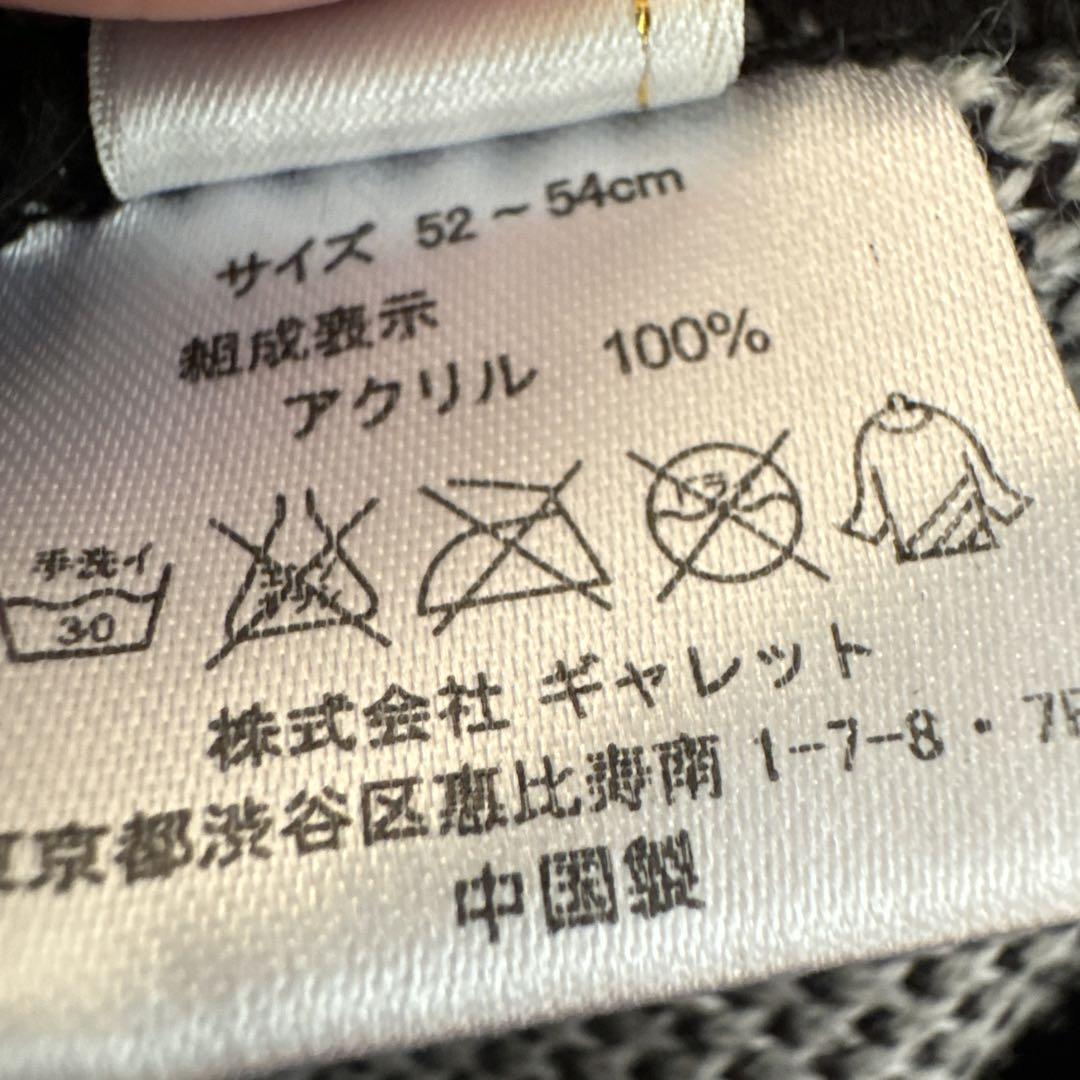 サイズ 52～54cm
組成表示
アクリル 100%
手洗イ
30
ドライ
株式会社 ギャレット
東京都渋谷区恵比寿南 1-7-8・7F
中国製